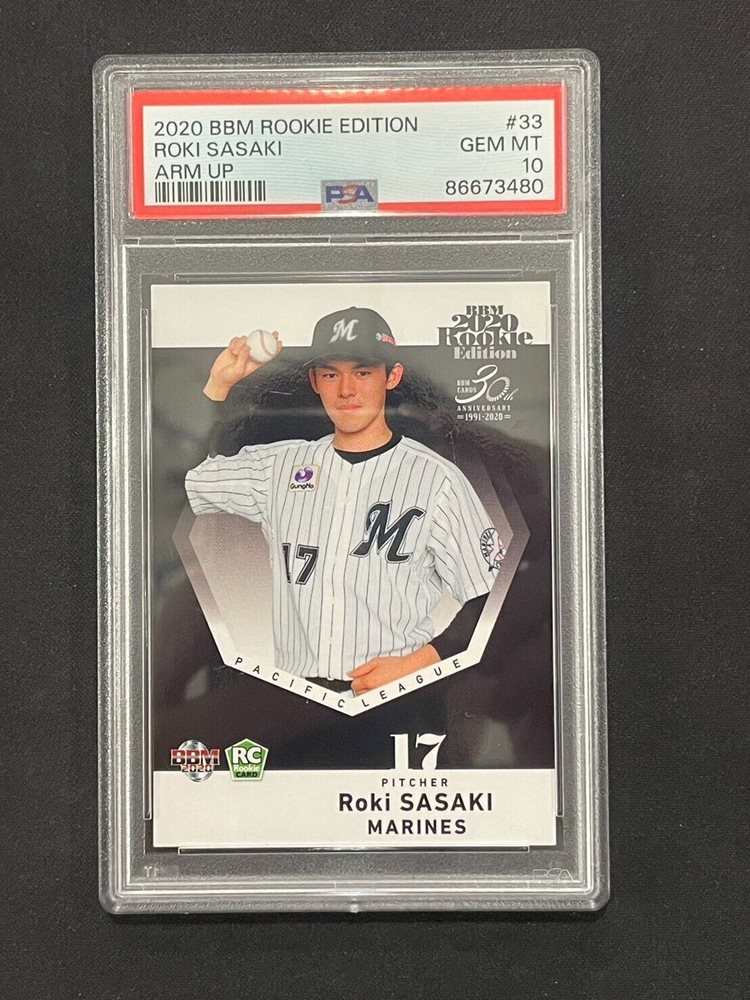 2020 BBM ROOKIE EDITION #33
ROKI SASAKI GEM MT
ARM UP 10
PSA 86673480
BBM
2020
Rookie
Edition
BBM CARDS 30th
ANNIVERSARY
1991-2020
M
GungHo
M
17
PACIFIC LEAGUE
17
BBM
2020
RC
Rookie
CARD
PITCHER
Roki SASAKI
MARINES
PSA